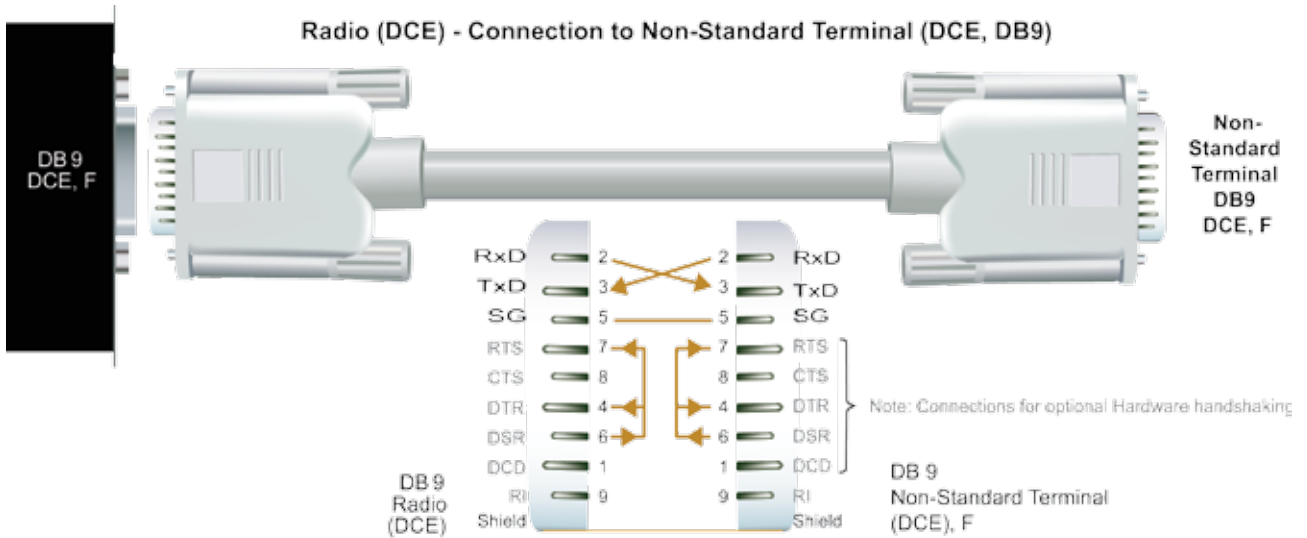 Radio (DCE) - Connection to Non-Standard Terminal (DCE, DB9)
DB 9
DCE, F
Non-
Standard
Terminal
DB9
DCE, F
RxD 2 2 RxD
TxD 3 3 TxD
SG 5 5 SG
RTS 7 7 RTS
CTS 8 8 CTS
DTR 4 4 DTR
DSR 6 6 DSR
DCD 1 1 DCD
RI 9 9 RI
Shield Shield
Note: Connections for optional Hardware handshaking
DB 9
Radio
(DCE)
DB 9
Non-Standard Terminal
(DCE), F